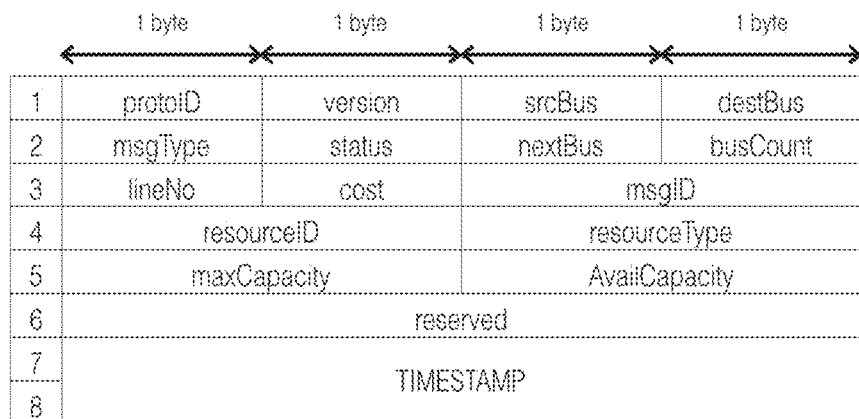 1 byte 1 byte 1 byte 1 byte
1 protoID version srcBus destBus
2 msgType status nextBus busCount
3 lineNo cost msgID
4 resourceID resourceType
5 maxCapacity AvailCapacity
6 reserved
7
TIMESTAMP
8